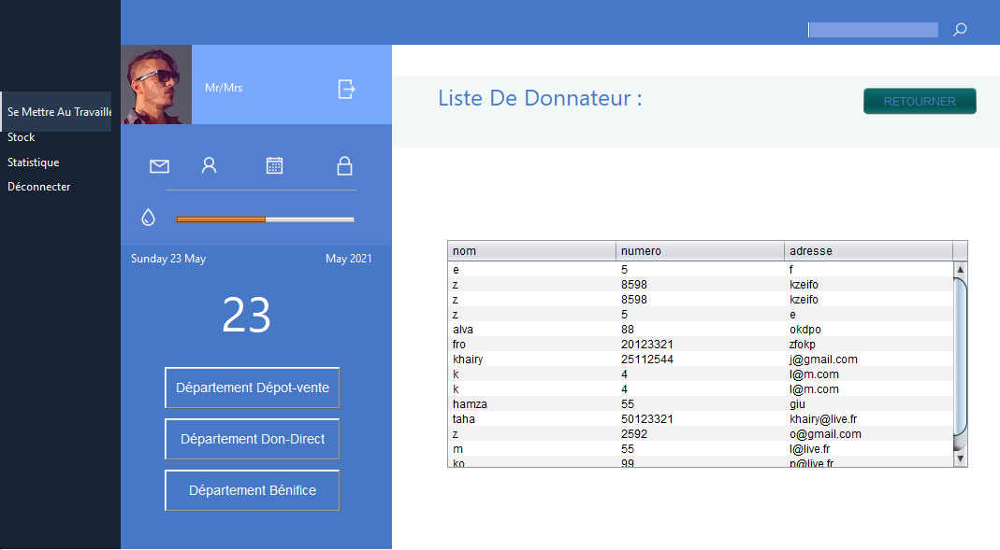 Se Mettre Au Travaille
Stock
Statistique
Déconnecter
Mr/Mrs
Sunday 23 May May 2021
23
Département Dépot-vente
Département Don-Direct
Département Bénifice
Liste De Donnateur :
RETOURNER
nom numero adresse
e 5 f
z 8598 kzeifo
z 8598 kzeifo
z 5 e
alva 88 okdpo
fro 20123321 zfokp
khairy 25112544 j@gmail.com
k 4 l@m.com
k 4 l@m.com
hamza 55 giu
taha 50123321 khairy@live.fr
z 2592 o@gmail.com
m 55 l@live.fr
ko 99 p@live.fr